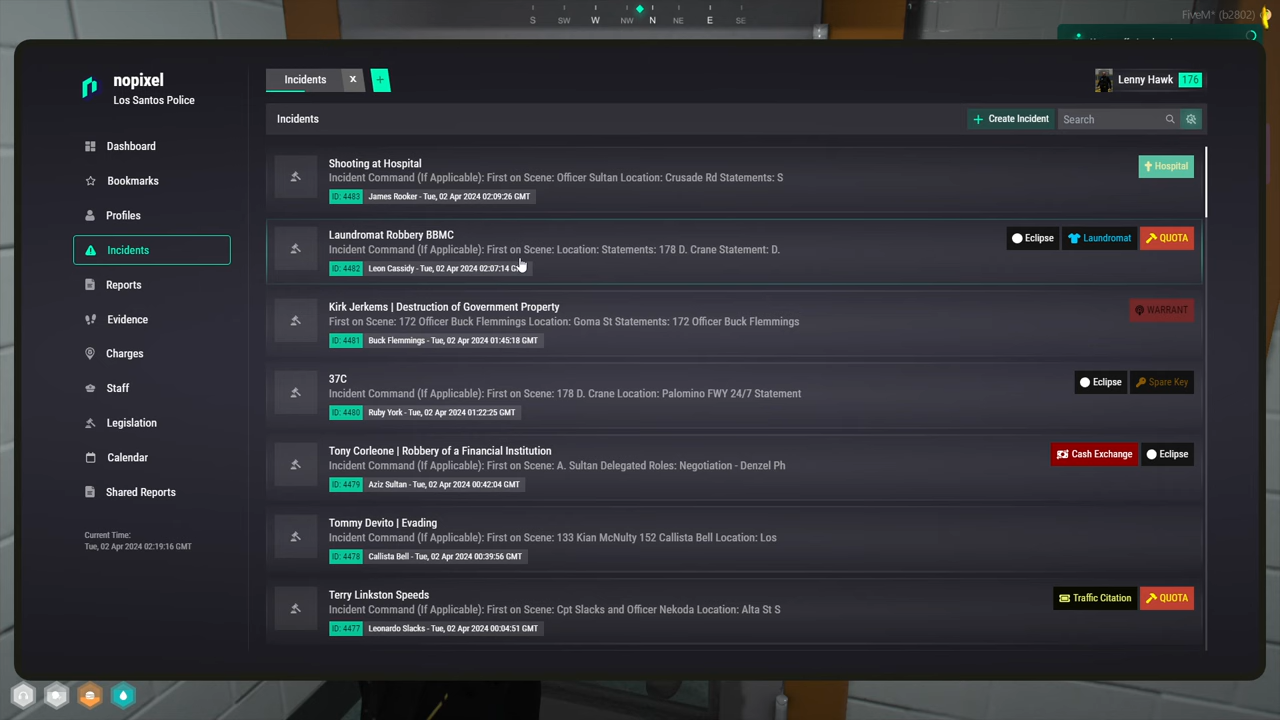 S SW W NW N NE E SE
FiveM* (b2802)
nopixel
Los Santos Police
Incidents x +
Lenny Hawk 176
Incidents
+ Create Incident
Search
Dashboard
Bookmarks
Profiles
Incidents
Reports
Evidence
Charges
Staff
Legislation
Calendar
Shared Reports
Current Time:
Tue, 02 Apr 2024 02:19:16 GMT
Shooting at Hospital
Incident Command (If Applicable): First on Scene: Officer Sultan Location: Crusade Rd Statements: S
ID: 4483 James Rooker - Tue, 02 Apr 2024 02:09:26 GMT
Hospital
Laundromat Robbery BBMC
Incident Command (If Applicable): First on Scene: Location: Statements: 178 D. Crane Statement: D.
ID: 4482 Leon Cassidy - Tue, 02 Apr 2024 02:07:14
Eclipse Laundromat QUOTA
Kirk Jerkems | Destruction of Government Property
First on Scene: 172 Officer Buck Flemmings Location: Goma St Statements: 172 Officer Buck Flemmings
ID: 4481 Buck Flemmings - Tue, 02 Apr 2024 01:45:18 GMT
WARRANT
37C
Incident Command (If Applicable): First on Scene: 178 D. Crane Location: Palomino FWY 24/7 Statement
ID: 4480 Ruby York - Tue, 02 Apr 2024 01:22:25 GMT
Eclipse Spare Key
Tony Corleone | Robbery of a Financial Institution
Incident Command (If Applicable): First on Scene: A. Sultan Delegated Roles: Negotiation - Denzel Ph
ID: 4479 Aziz Sultan - Tue, 02 Apr 2024 00:42:04 GMT
Cash Exchange Eclipse
Tommy Devito | Evading
Incident Command (If Applicable): First on Scene: 133 Kian McNulty 152 Callista Bell Location: Los
ID: 4478 Callista Bell - Tue, 02 Apr 2024 00:39:56 GMT
Terry Linkston Speeds
Incident Command (If Applicable): First on Scene: Cpt Slacks and Officer Nekoda Location: Alta St S
ID: 4477 Leonardo Slacks - Tue, 02 Apr 2024 00:04:51 GMT
Traffic Citation QUOTA